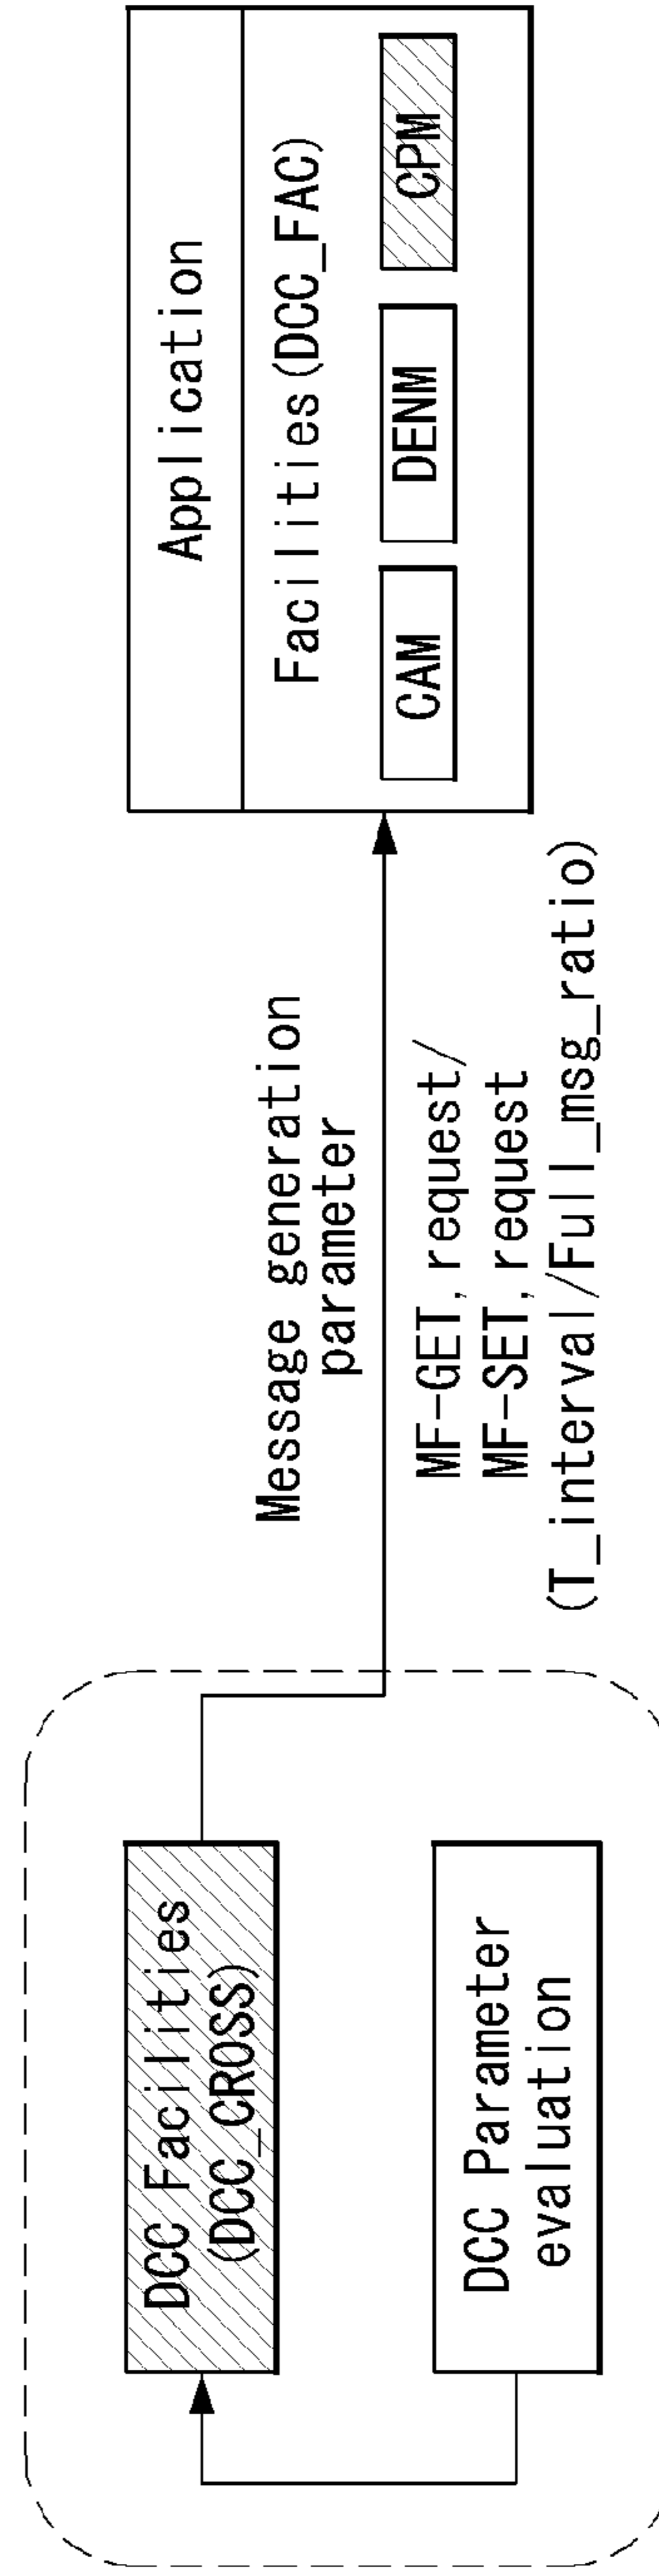 DCC Facilities
(DCC_CROSS)
DCC Parameter
evaluation
Message generation
parameter
MF-GET, request/
MF-SET, request
(T_interval/Full_msg_ratio)
Application
Facilities(DCC_FAC)
CAM
DENM
CPM